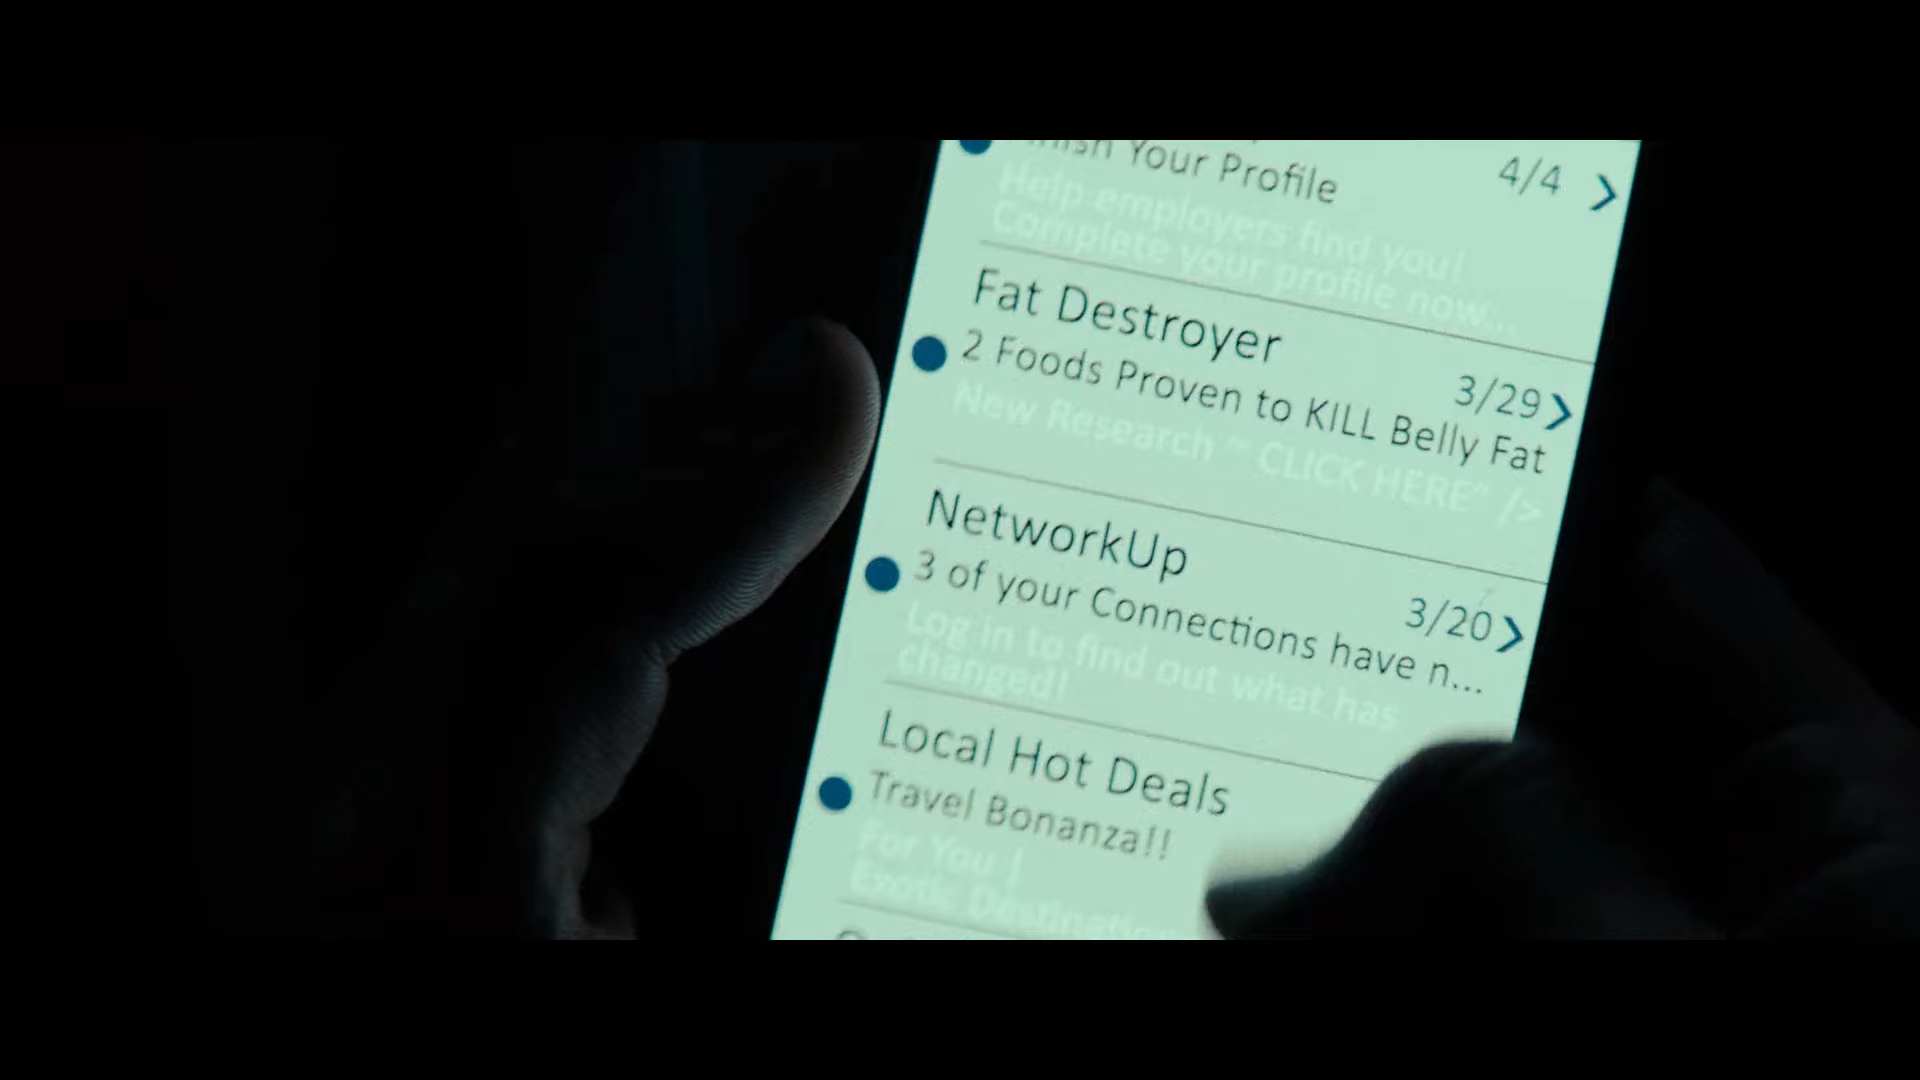 Your Profile
4/4
Help employers find you!
Complete your profile now...
Fat Destroyer
3/29
2 Foods Proven to KILL Belly Fat
New Research ™ CLICK HERE" />
NetworkUp
3/20
3 of your Connections have n...
Log in to find out what has
changed!
Local Hot Deals
Travel Bonanza!!
For You |
Exotic